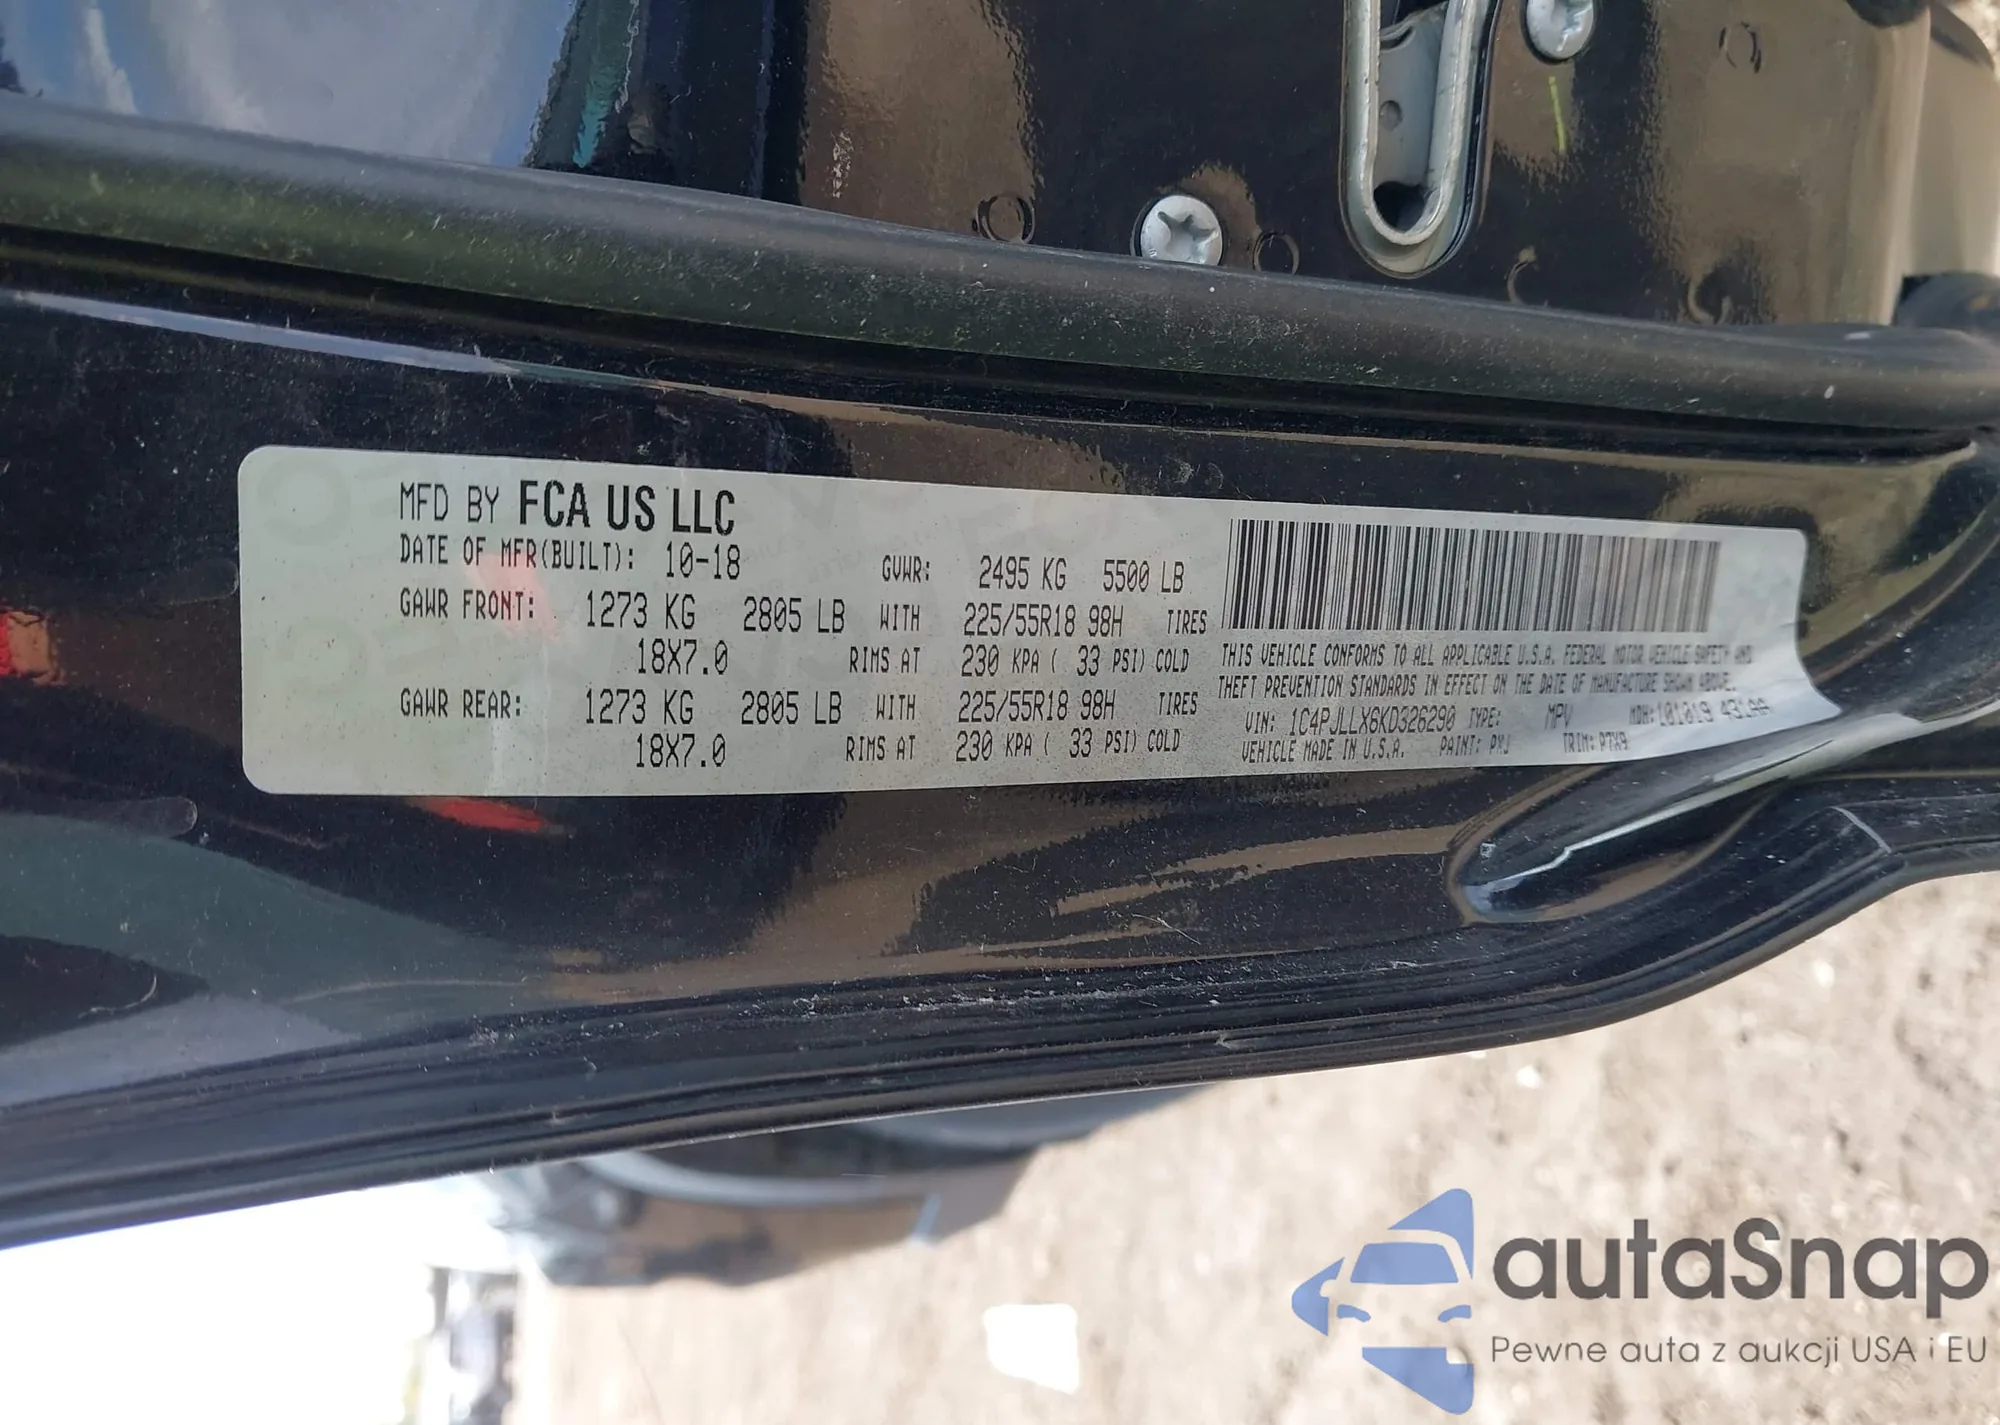 MFD BY FCA US LLC
DATE OF MFR(BUILT): 10-18 GVWR: 2495 KG 5500 LB
GAWR FRONT: 1273 KG 2805 LB WITH 225/55R18 98H TIRES
18X7.0 RIMS AT 230 KPA ( 33 PSI) COLD
GAWR REAR: 1273 KG 2805 LB WITH 225/55R18 98H TIRES
18X7.0 RIMS AT 230 KPA ( 33 PSI) COLD
THIS VEHICLE CONFORMS TO ALL APPLICABLE U.S.A. FEDERAL MOTOR VEHICLE SAFETY AND
THEFT PREVENTION STANDARDS IN EFFECT ON THE DATE OF MANUFACTURE SHOWN ABOVE.
VIN: 1C4PJLLX6KD326290 TYPE: MPV MDH: 101019
VEHICLE MADE IN U.S.A. PAINT: PXJ TRIM: P7X9
autaSnap
Pewne auta z aukcji USA i EU